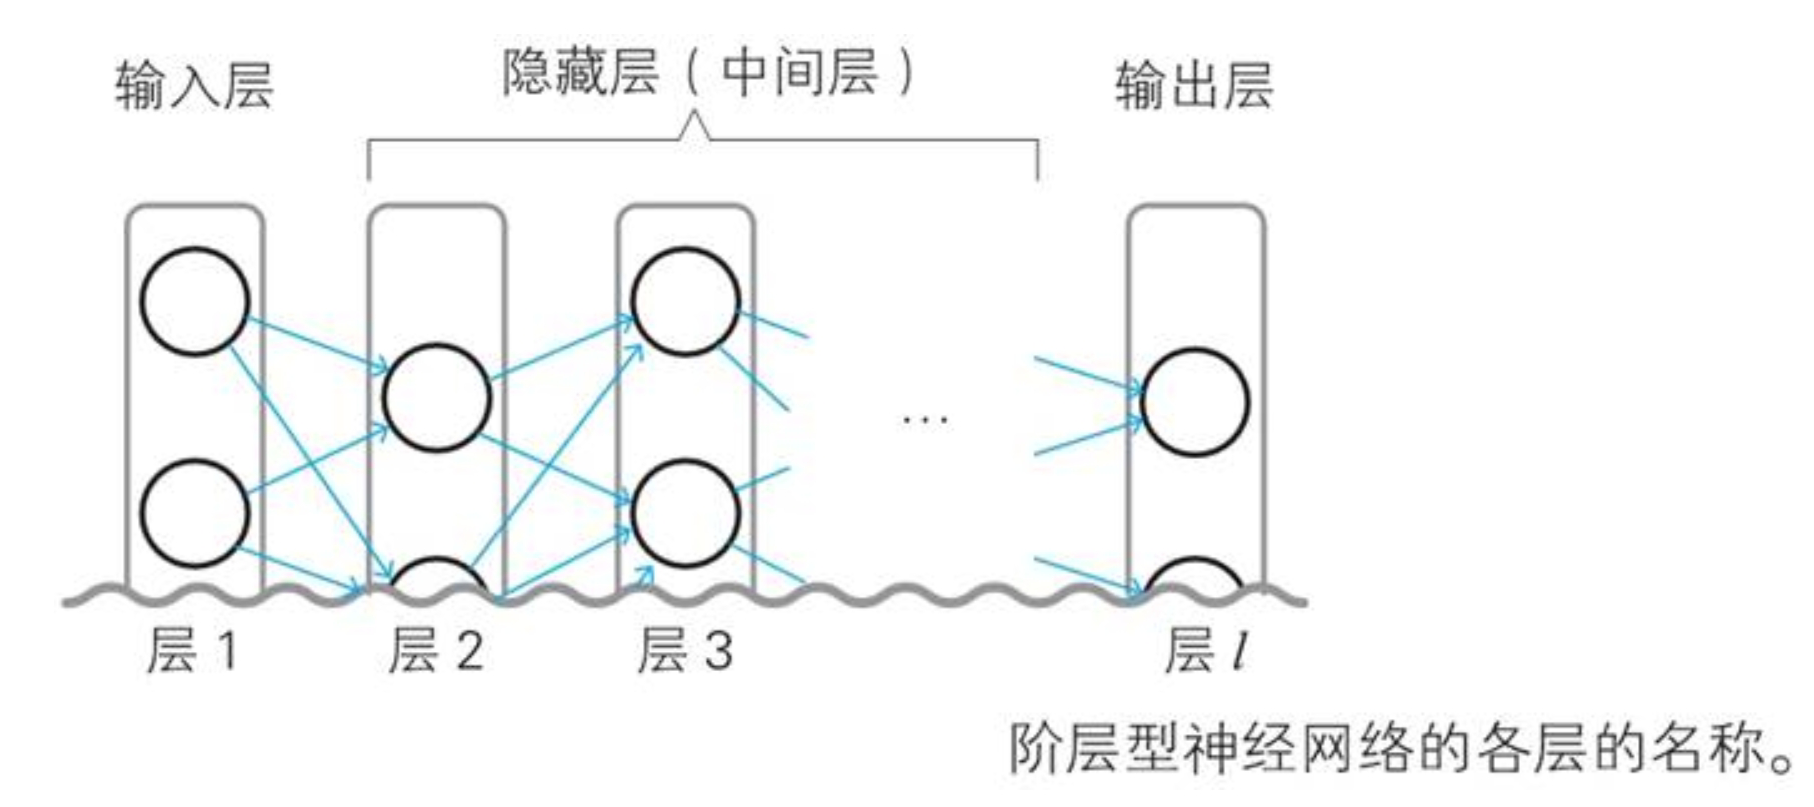 输入层
隐藏层（中间层）
输出层
…
层 1
层 2
层 3
层 l
阶层型神经网络的各层的名称。